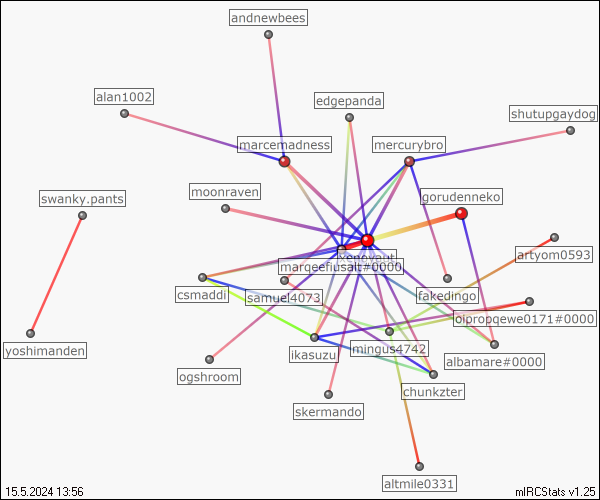 andnewbees
alan1002
edgepanda
shutupgaydog
marcemadness
mercurybro
moonraven
gorudenneko
swanky.pants
artyom0593
marqeefiusalt#0000
csmaddi
samuel4073
fakedingo
oipropqewe0171#0000
yoshimanden
ikasuzu
mingus4742
albamare#0000
ogshroom
chunkzter
skermando
altmile0331
15.5.2024 13:56
mIRCStats v1.25